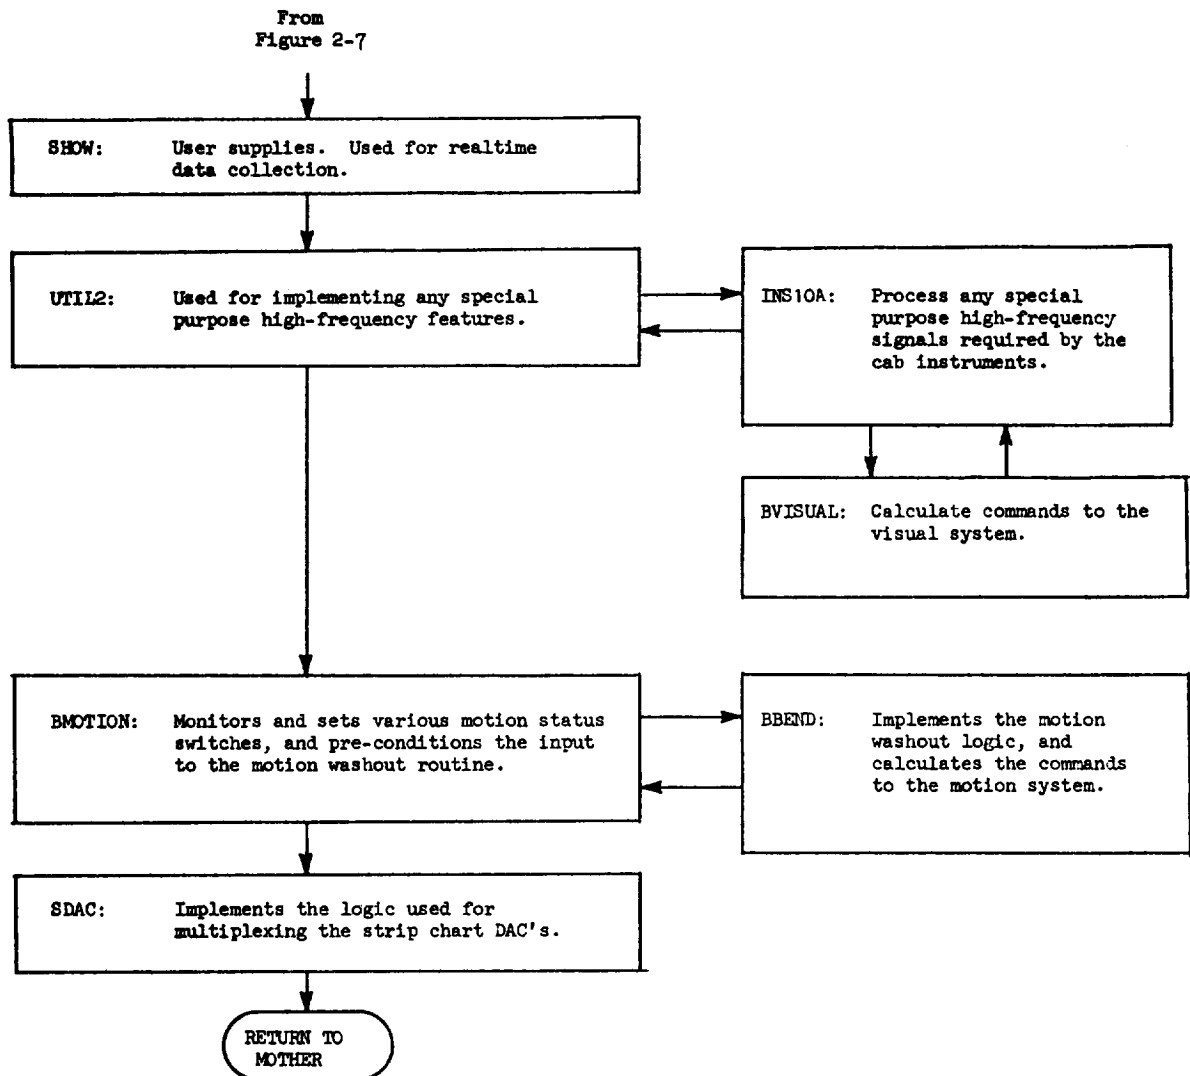 From
Figure 2-7
SHOW: User supplies. Used for realtime
data collection.
UTIL2: Used for implementing any special
purpose high-frequency features.
INS10A: Process any special
purpose high-frequency
signals required by the
cab instruments.
BVISUAL: Calculate commands to the
visual system.
BMOTION: Monitors and sets various motion status
switches, and pre-conditions the input
to the motion washout routine.
BBEND: Implements the motion
washout logic, and
calculates the commands
to the motion system.
SDAC: Implements the logic used for
multiplexing the strip chart DAC's.
RETURN TO
MOTHER